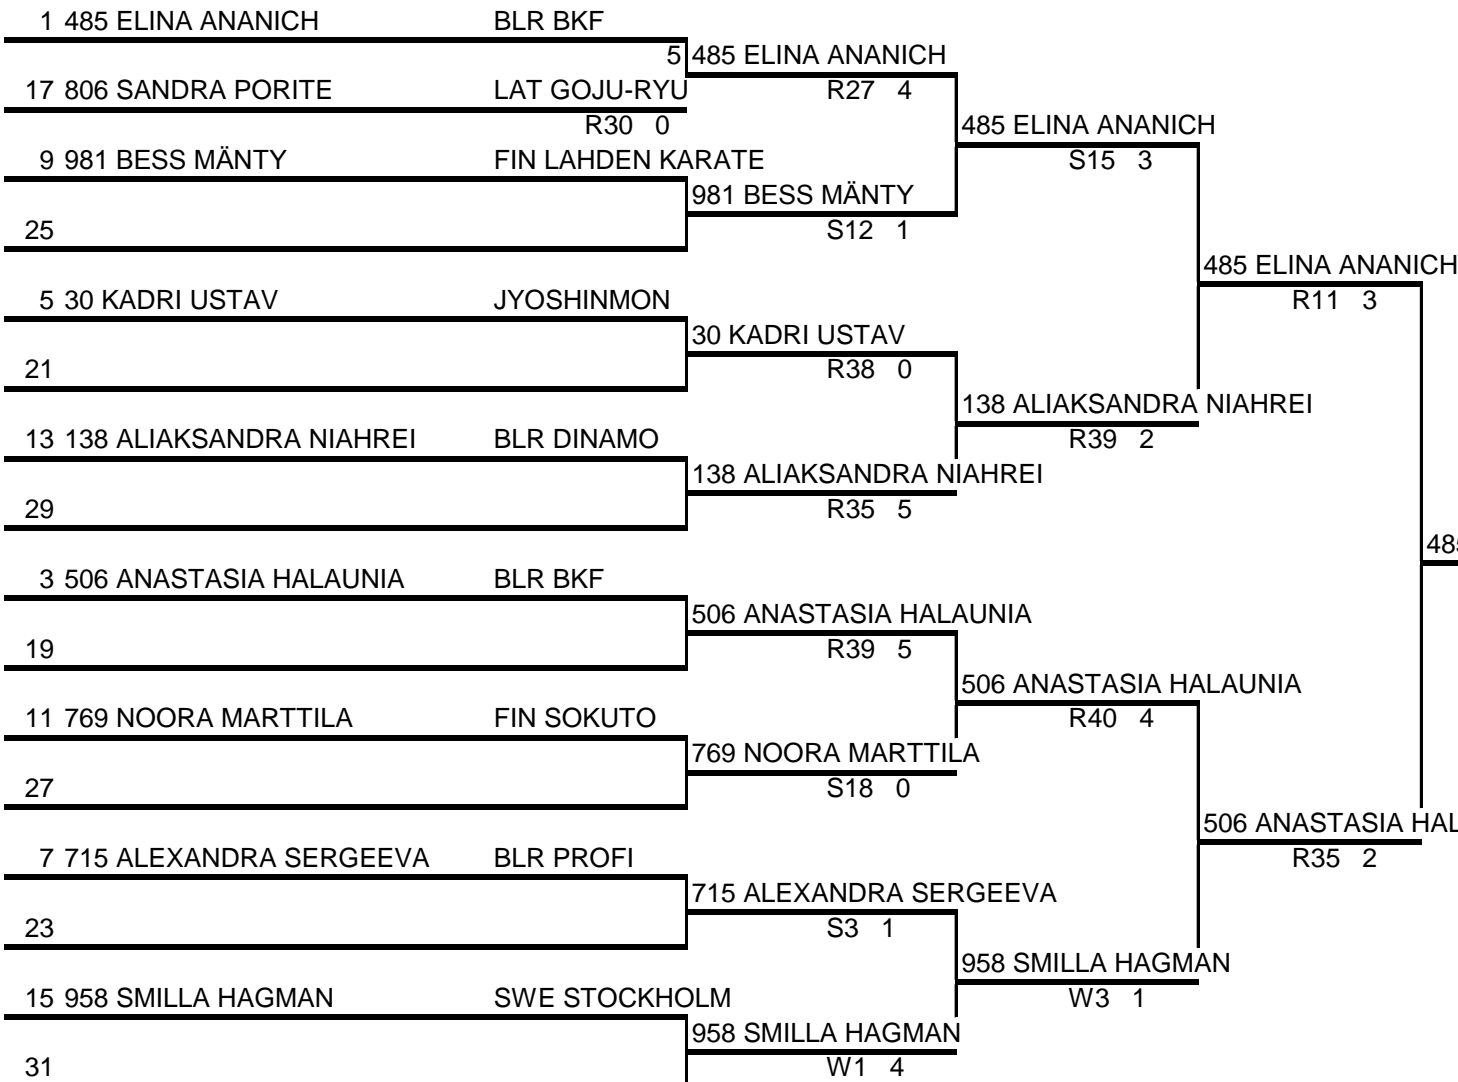 1 485 ELINA ANANICH BLR BKF
5 485 ELINA ANANICH
17 806 SANDRA PORITE LAT GOJU-RYU R27 4
R30 0 485 ELINA ANANICH
9 981 BESS MÄNTY FIN LAHDEN KARATE S15 3
981 BESS MÄNTY
25 S12 1
485 ELINA ANANICH
5 30 KADRI USTAV JYOSHINMON R11 3
30 KADRI USTAV
21 R38 0
138 ALIAKSANDRA NIAHREI
13 138 ALIAKSANDRA NIAHREI BLR DINAMO R39 2
138 ALIAKSANDRA NIAHREI
29 R35 5
485
3 506 ANASTASIA HALAUNIA BLR BKF
506 ANASTASIA HALAUNIA
19 R39 5
506 ANASTASIA HALAUNIA
11 769 NOORA MARTTILA FIN SOKUTO R40 4
769 NOORA MARTTILA
27 S18 0
506 ANASTASIA HAL
7 715 ALEXANDRA SERGEEVA BLR PROFI R35 2
715 ALEXANDRA SERGEEVA
23 S3 1
958 SMILLA HAGMAN
15 958 SMILLA HAGMAN SWE STOCKHOLM W3 1
958 SMILLA HAGMAN
31 W1 4